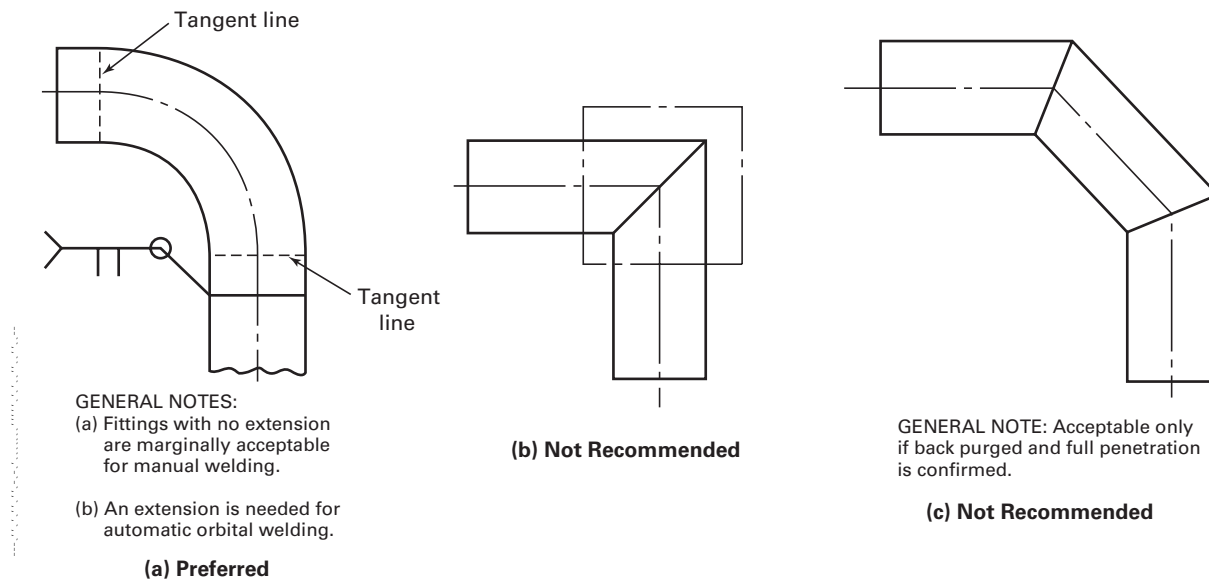 Tangent line
Tangent
line
GENERAL NOTES:
(a) Fittings with no extension
are marginally acceptable
for manual welding.
(b) An extension is needed for
automatic orbital welding.
(a) Preferred
(b) Not Recommended
GENERAL NOTE: Acceptable only
if back purged and full penetration
is confirmed.
(c) Not Recommended